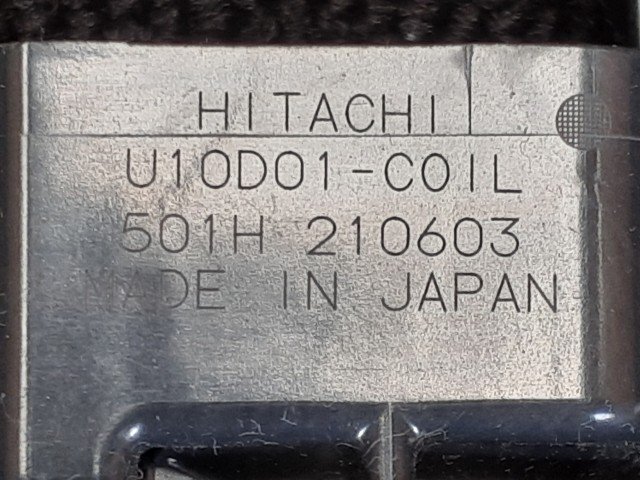 HITACHI
U10D01-COIL
501H 210603
MADE IN JAPAN